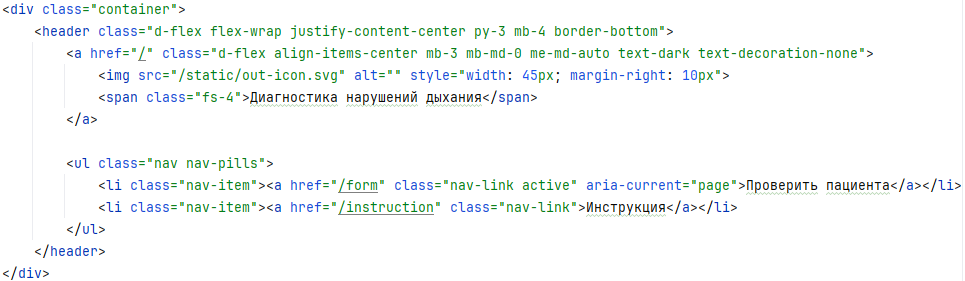 <div class="container">
    <header class="d-flex flex-wrap justify-content-center py-3 mb-4 border-bottom">
        <a href="/" class="d-flex align-items-center mb-3 mb-md-0 me-md-auto text-dark text-decoration-none">
            <img src="/static/out-icon.svg" alt="" style="width: 45px; margin-right: 10px">
            <span class="fs-4">Диагностика нарушений дыхания</span>
        </a>

        <ul class="nav nav-pills">
            <li class="nav-item"><a href="/form" class="nav-link active" aria-current="page">Проверить пациента</a></li>
            <li class="nav-item"><a href="/instruction" class="nav-link">Инструкция</a></li>
        </ul>
    </header>
</div>